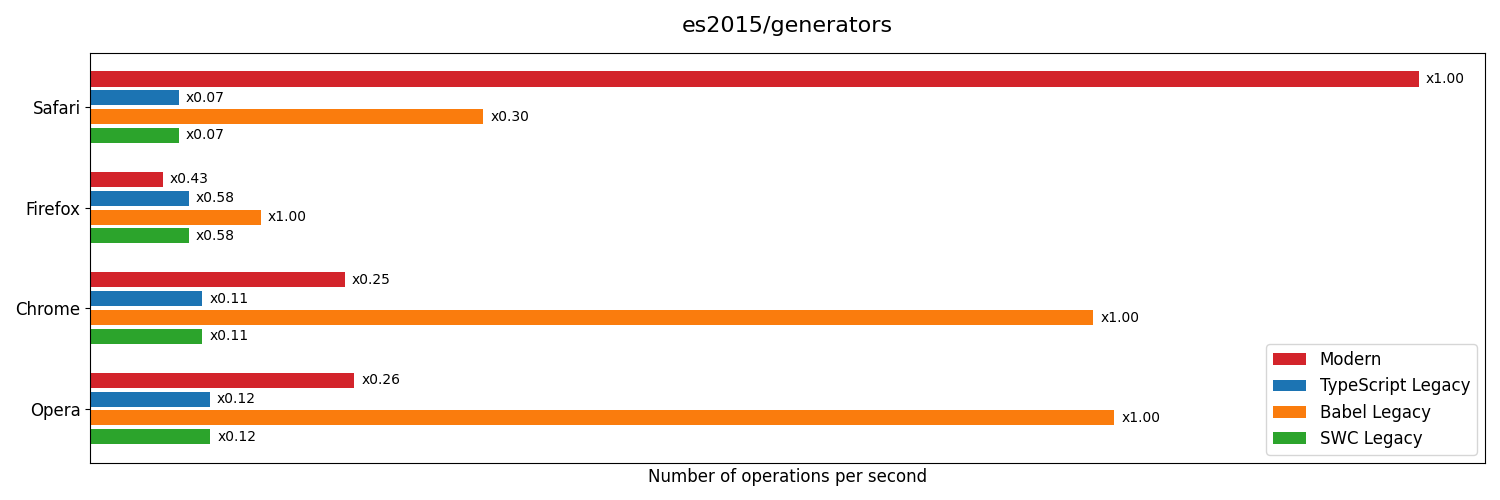 es2015/generators
Safari
x1.00
x0.07
x0.30
x0.07
Firefox
x0.43
x0.58
x1.00
x0.58
Chrome
x0.25
x0.11
x1.00
x0.11
Opera
x0.26
x0.12
x1.00
x0.12
Modern
TypeScript Legacy
Babel Legacy
SWC Legacy
Number of operations per second